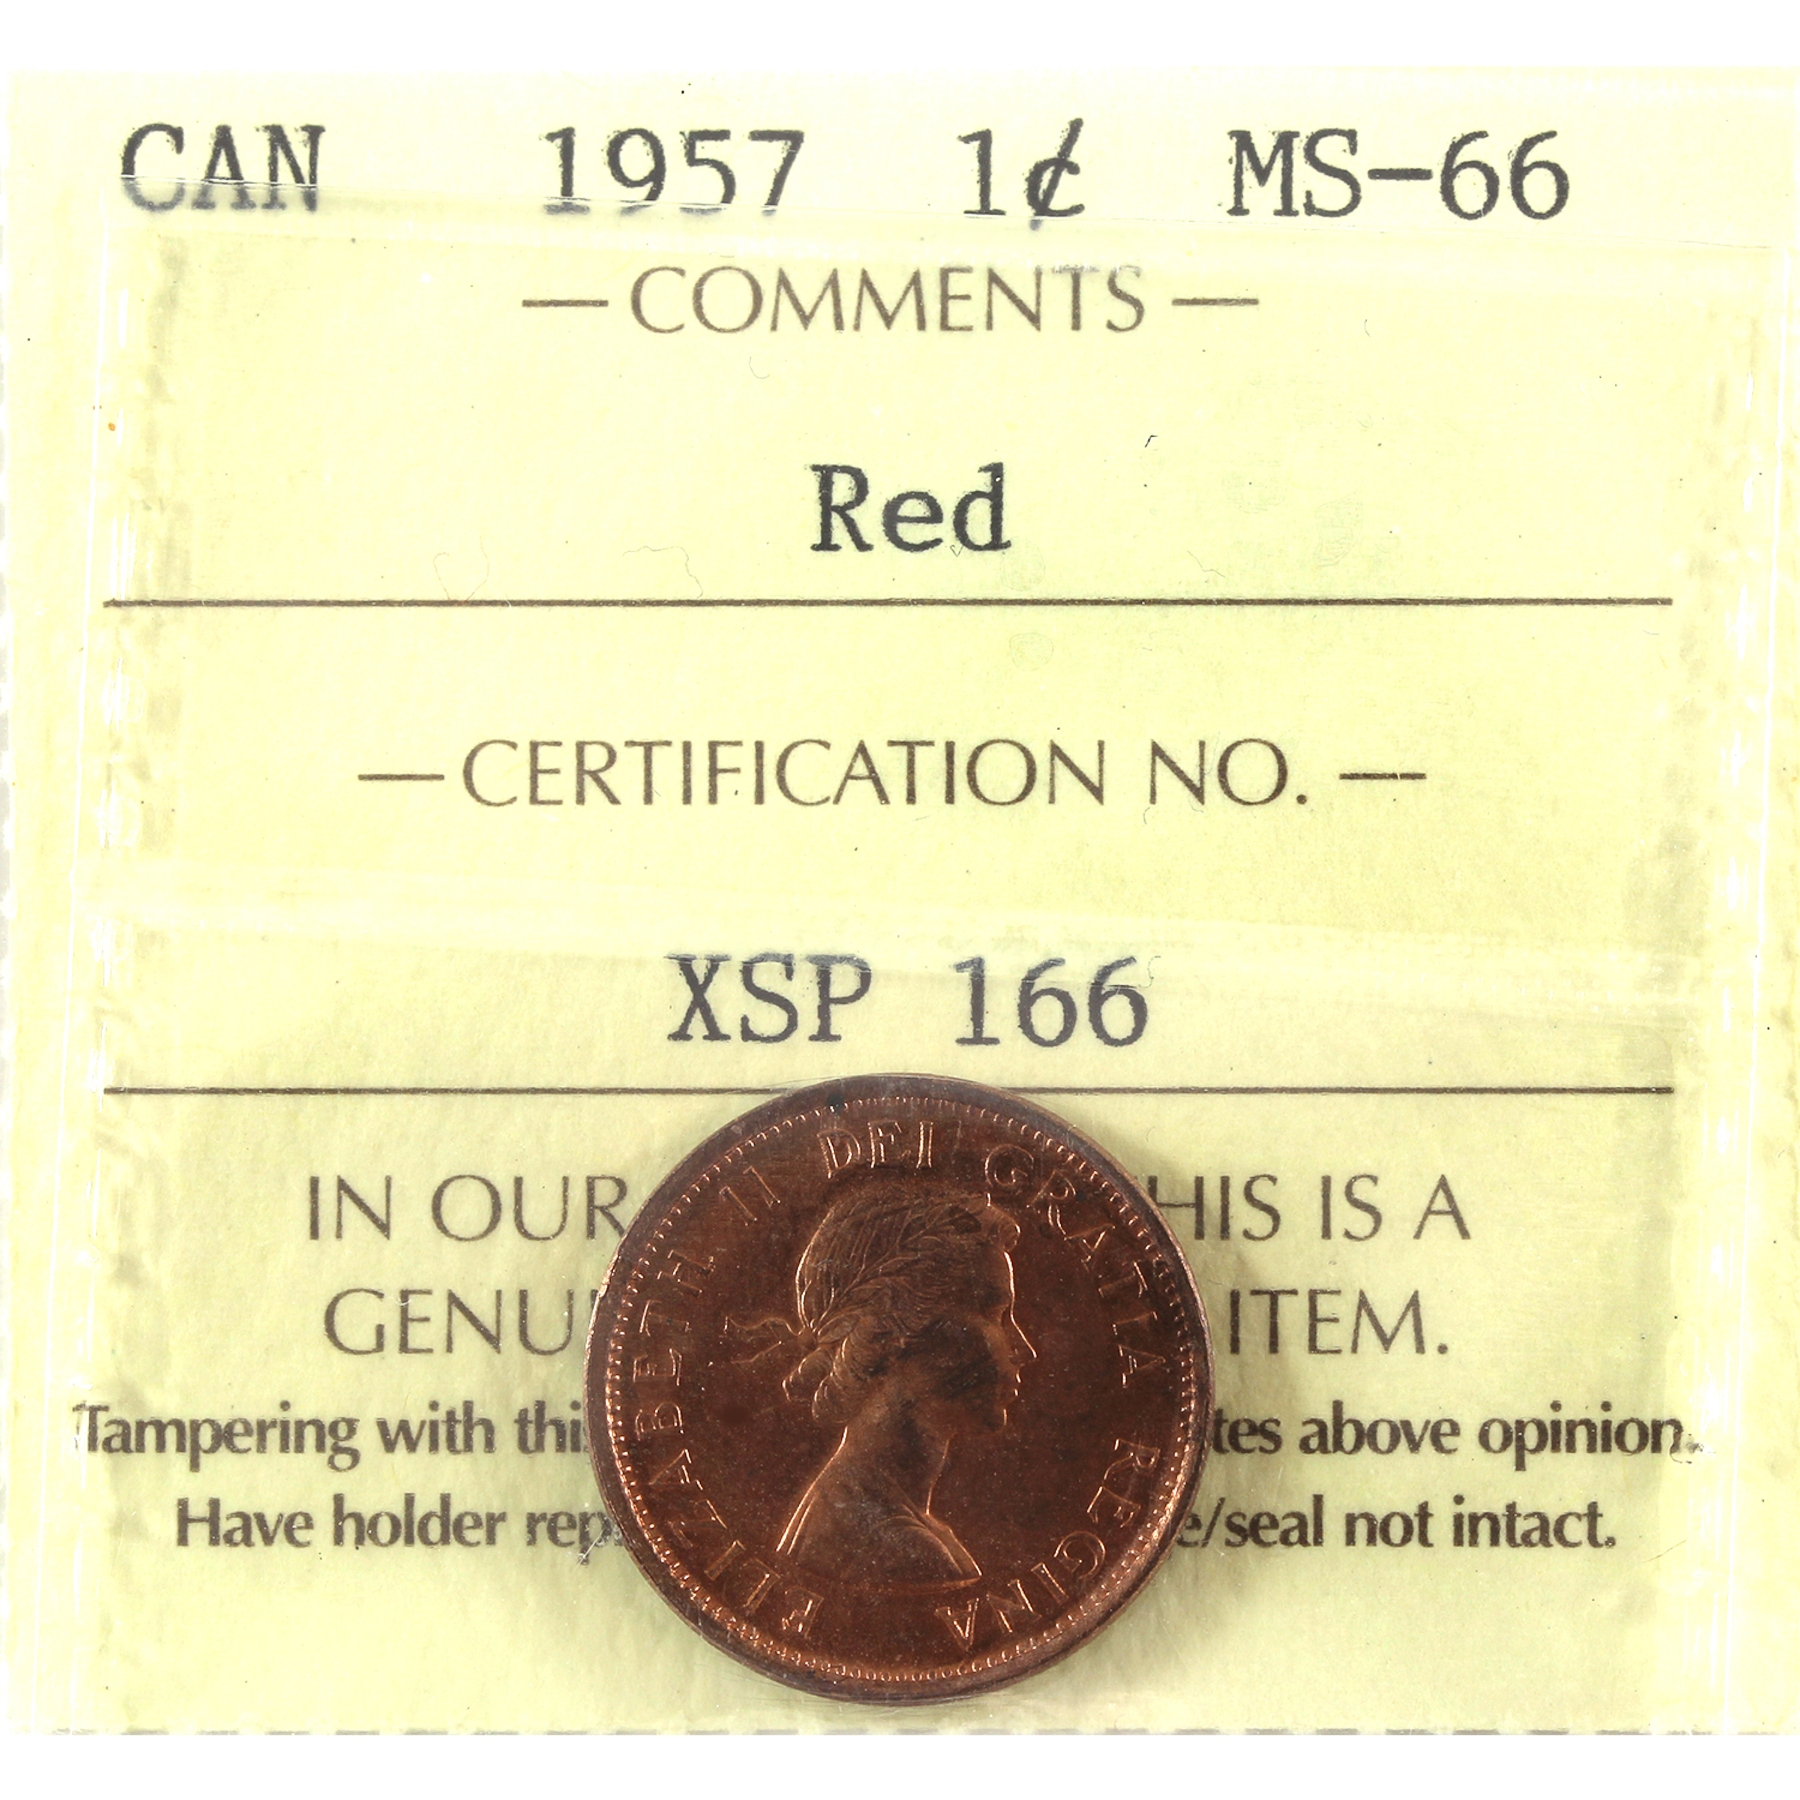 CAN 1957 1¢ MS-66
— COMMENTS —
Red
— CERTIFICATION NO. —
XSP 166
IN OUR HIS IS A
GENU ITEM.
Tampering with thi tes above opinion.
Have holder rep e/seal not intact.
ELIZABETH II DEI GRATIA REGINA